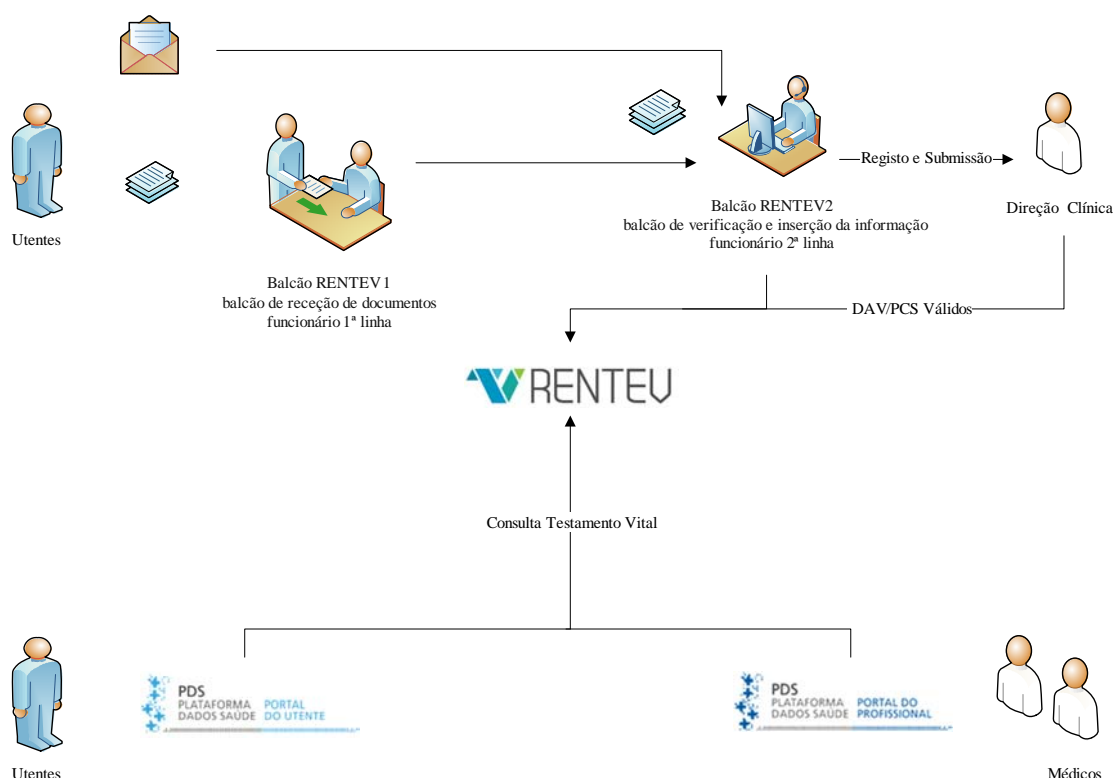 Utentes
Registo e Submissão
Balcão RENTEV2
balcão de verificação e inserção da informação
funcionário 2ª linha
Direção Clínica
Balcão RENTEV1
balcão de receção de documentos
funcionário 1ª linha
DAV/PCS Válidos
RENTEV
Consulta Testamento Vital
PDS
PLATAFORMA DADOS SAÚDE
PORTAL DO UTENTE
PDS
PLATAFORMA DADOS SAÚDE
PORTAL DO PROFISSIONAL
Utentes
Médicos